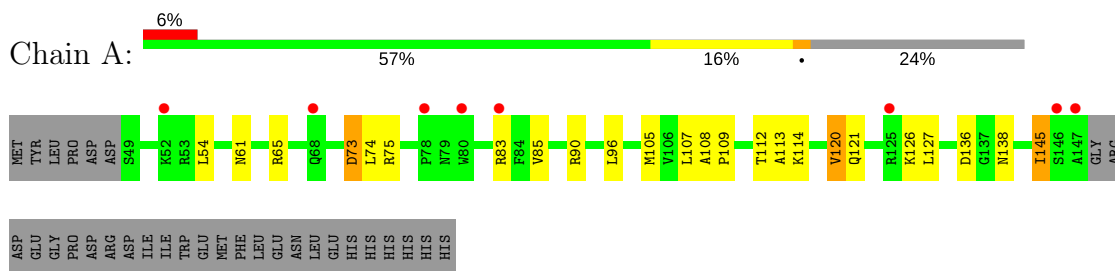 6%
Chain A:
57% 16% • 24%
MET TYR LEU PRO ASP ASP S49 K52 R53 L54 N61 R65 Q68 D73 L74 R75 P78 N79 W80 R83 F84 V85 R90 L96 M105 V106 L107 A108 P109 T112 A113 K114 V120 Q121 R125 K126 L127 D136 G137 N138 I145 S146 A147 GLY ARG
ASP GLU GLY PRO ASP ARG ASP ILE ILE TRP GLU MET PHE LEU GLU ASN LEU GLU HIS HIS HIS HIS HIS HIS